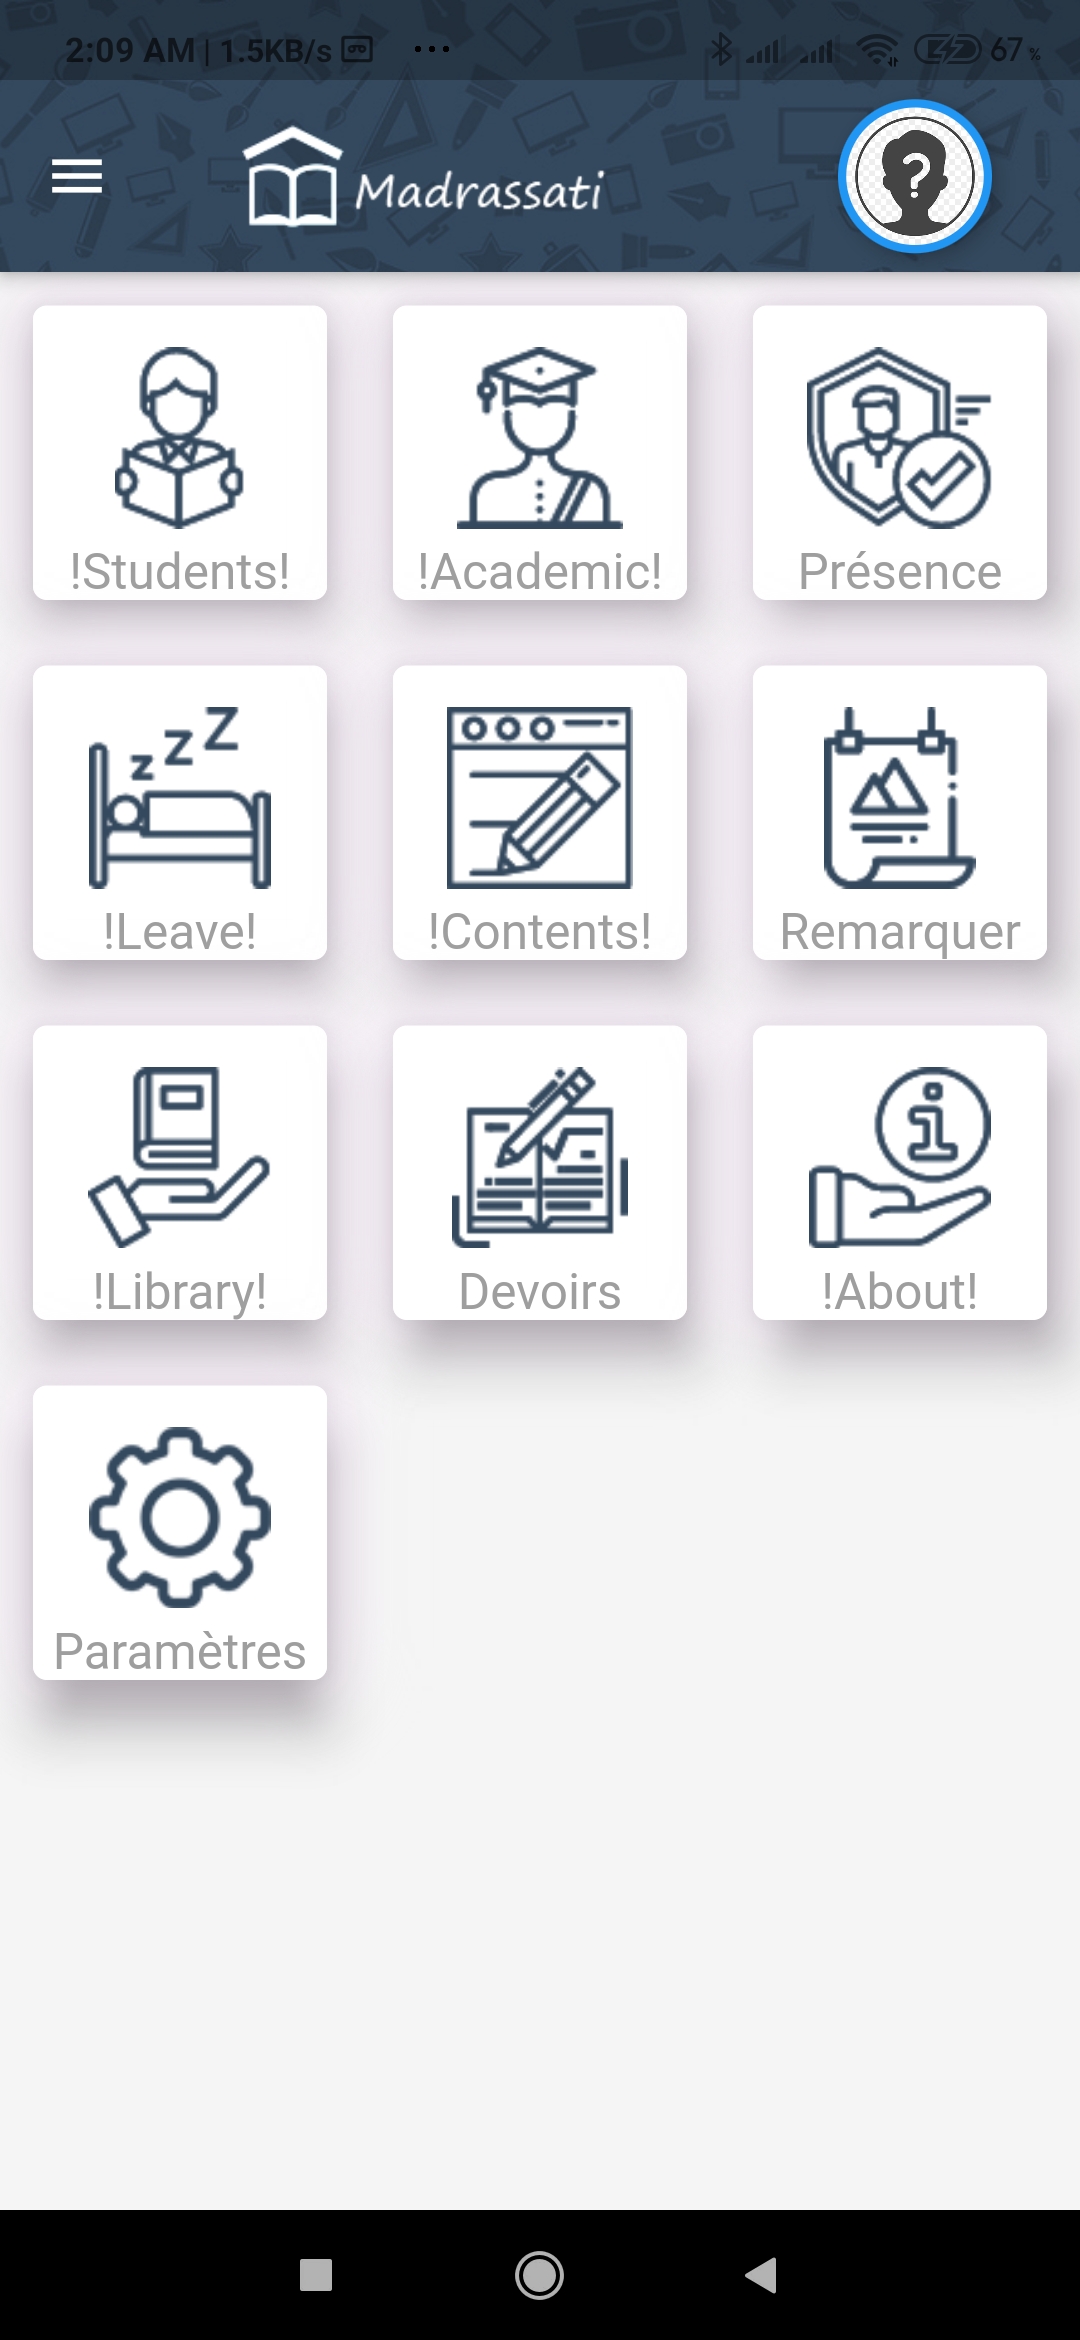 2:09 AM | 1.5KB/s ... 67 %
Madrassati
!Students! !Academic! Présence
z z Z
!Leave! !Contents! Remarquer
!Library! Devoirs !About!
Paramètres